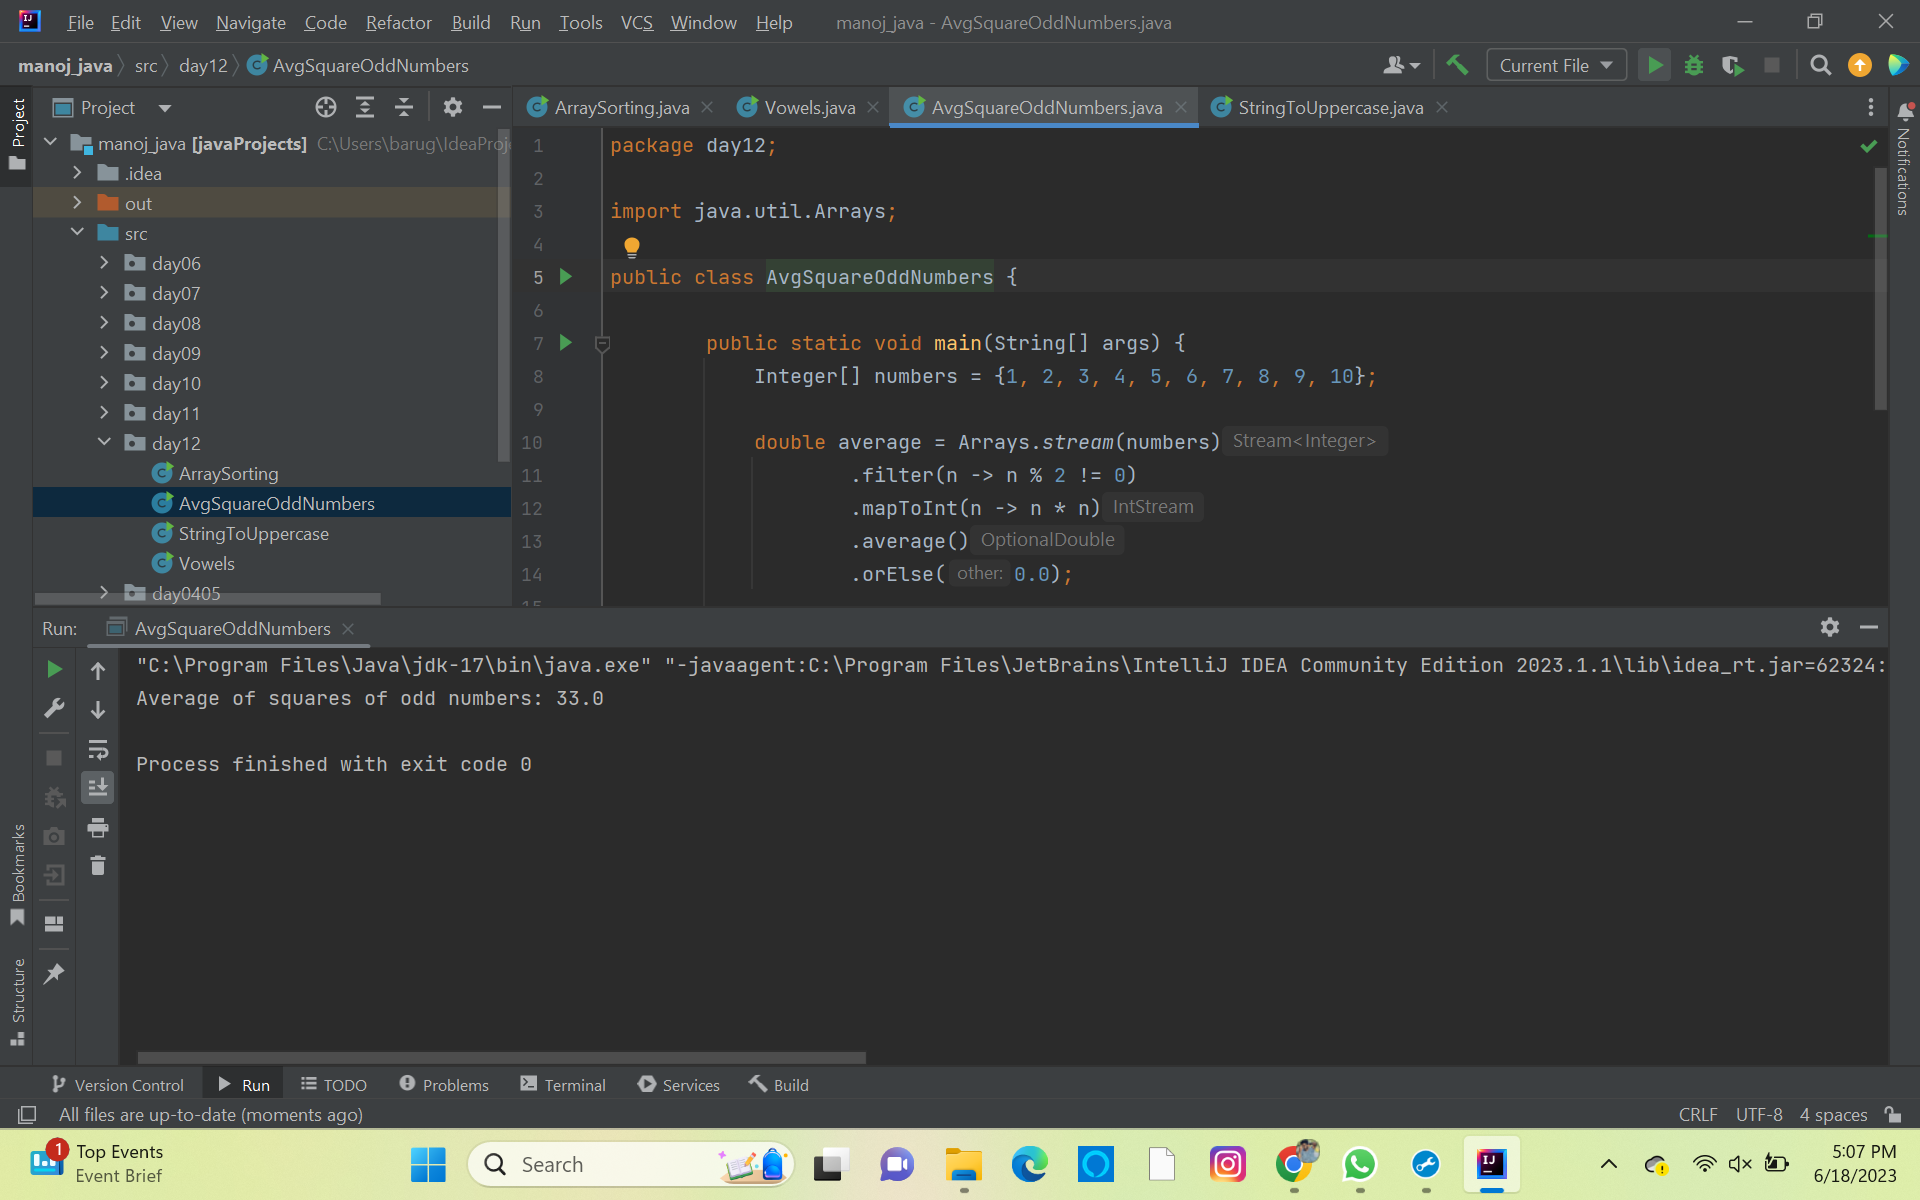 File Edit View Navigate Code Refactor Build Run Tools VCS Window Help manoj_java - AvgSquareOddNumbers.java
manoj_java src day12 AvgSquareOddNumbers
Current File
Project
ArraySorting.java Vowels.java AvgSquareOddNumbers.java StringToUppercase.java
Project
Notifications
manoj_java [javaProjects] C:\Users\barug\IdeaProj
.idea
out
src
day06
day07
day08
day09
day10
day11
day12
ArraySorting
AvgSquareOddNumbers
StringToUppercase
Vowels
day0405
1 package day12;
2
3 import java.util.Arrays;
4
5 public class AvgSquareOddNumbers {
6
7 public static void main(String[] args) {
8 Integer[] numbers = {1, 2, 3, 4, 5, 6, 7, 8, 9, 10};
9
10 double average = Arrays.stream(numbers) Stream<Integer>
11 .filter(n -> n % 2 != 0)
12 .mapToInt(n -> n * n) IntStream
13 .average() OptionalDouble
14 .orElse( other: 0.0);
15
Run: AvgSquareOddNumbers
"C:\Program Files\Java\jdk-17\bin\java.exe" "-javaagent:C:\Program Files\JetBrains\IntelliJ IDEA Community Edition 2023.1.1\lib\idea_rt.jar=62324:
Average of squares of odd numbers: 33.0
Process finished with exit code 0
Bookmarks
Structure
Version Control Run TODO Problems Terminal Services Build
All files are up-to-date (moments ago)
CRLF UTF-8 4 spaces
1 Top Events
Event Brief
Search
5:07 PM
6/18/2023